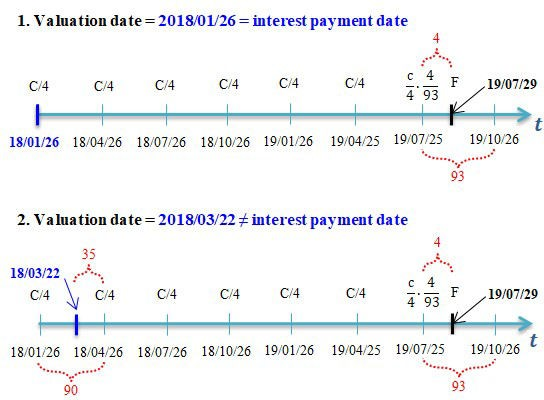 1. Valuation date = 2018/01/26 = interest payment date
4
C/4 C/4 C/4 C/4 C/4 C/4 c/4 · 4/93 F 19/07/29
t
18/01/26 18/04/26 18/07/26 18/10/26 19/01/26 19/04/25 19/07/25 19/10/26
93
2. Valuation date = 2018/03/22 ≠ interest payment date
35 4
18/03/22
C/4 C/4 C/4 C/4 C/4 C/4 c/4 · 4/93 F 19/07/29
t
18/01/26 18/04/26 18/07/26 18/10/26 19/01/26 19/04/25 19/07/25 19/10/26
90 93